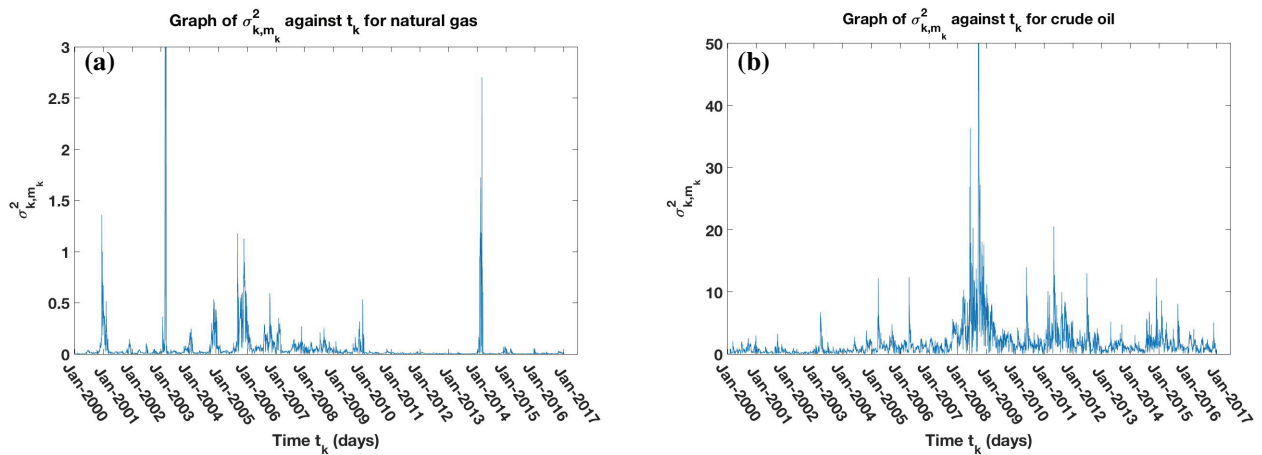 Graph of σ²k,mk against tk for natural gas
(a)
3
2.5
2
1.5
1
0.5
0
σ²k,mk
Jan-2000
Jan-2001
Jan-2002
Jan-2003
Jan-2004
Jan-2005
Jan-2006
Jan-2007
Jan-2008
Jan-2009
Jan-2010
Jan-2011
Jan-2012
Jan-2013
Jan-2014
Jan-2015
Jan-2016
Jan-2017
Time tk (days)
Graph of σ²k,mk against tk for crude oil
(b)
50
40
30
20
10
0
σ²k,mk
Jan-2000
Jan-2001
Jan-2002
Jan-2003
Jan-2004
Jan-2005
Jan-2006
Jan-2007
Jan-2008
Jan-2009
Jan-2010
Jan-2011
Jan-2012
Jan-2013
Jan-2014
Jan-2015
Jan-2016
Jan-2017
Time tk (days)